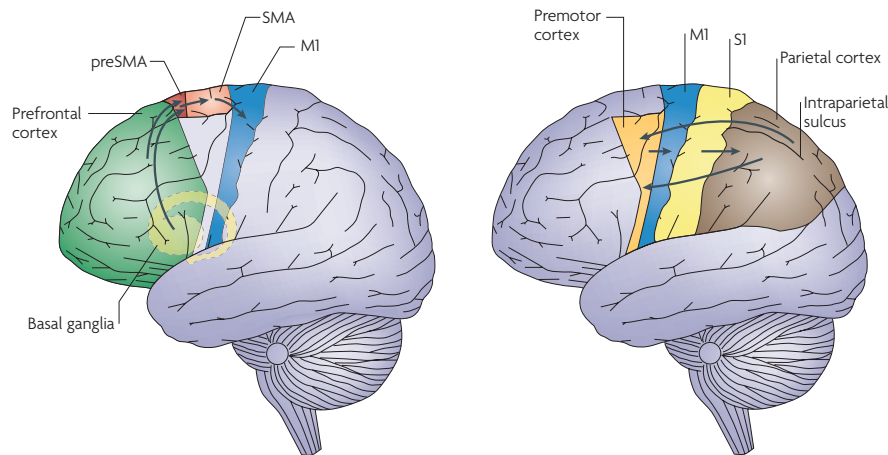 SMA
M1
preSMA
Prefrontal
cortex
Basal ganglia
Premotor
cortex
M1
S1
Parietal cortex
Intraparietal
sulcus